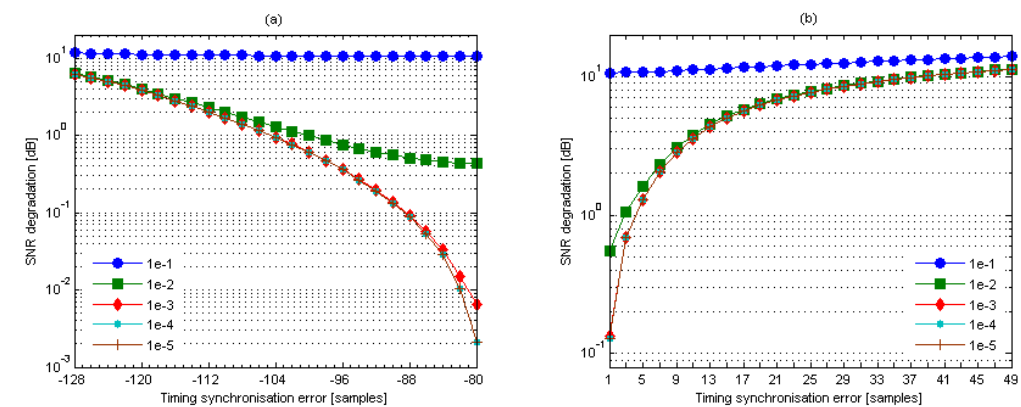 (a)
SNR degradation [dB]
10^1
10^0
10^-1
10^-2
10^-3
1e-1
1e-2
1e-3
1e-4
1e-5
-128 -120 -112 -104 -96 -88 -80
Timing synchronisation error [samples]
(b)
SNR degradation [dB]
10^1
10^0
10^-1
1e-1
1e-2
1e-3
1e-4
1e-5
1 5 9 13 17 21 25 29 33 37 41 45 49
Timing synchronisation error [samples]